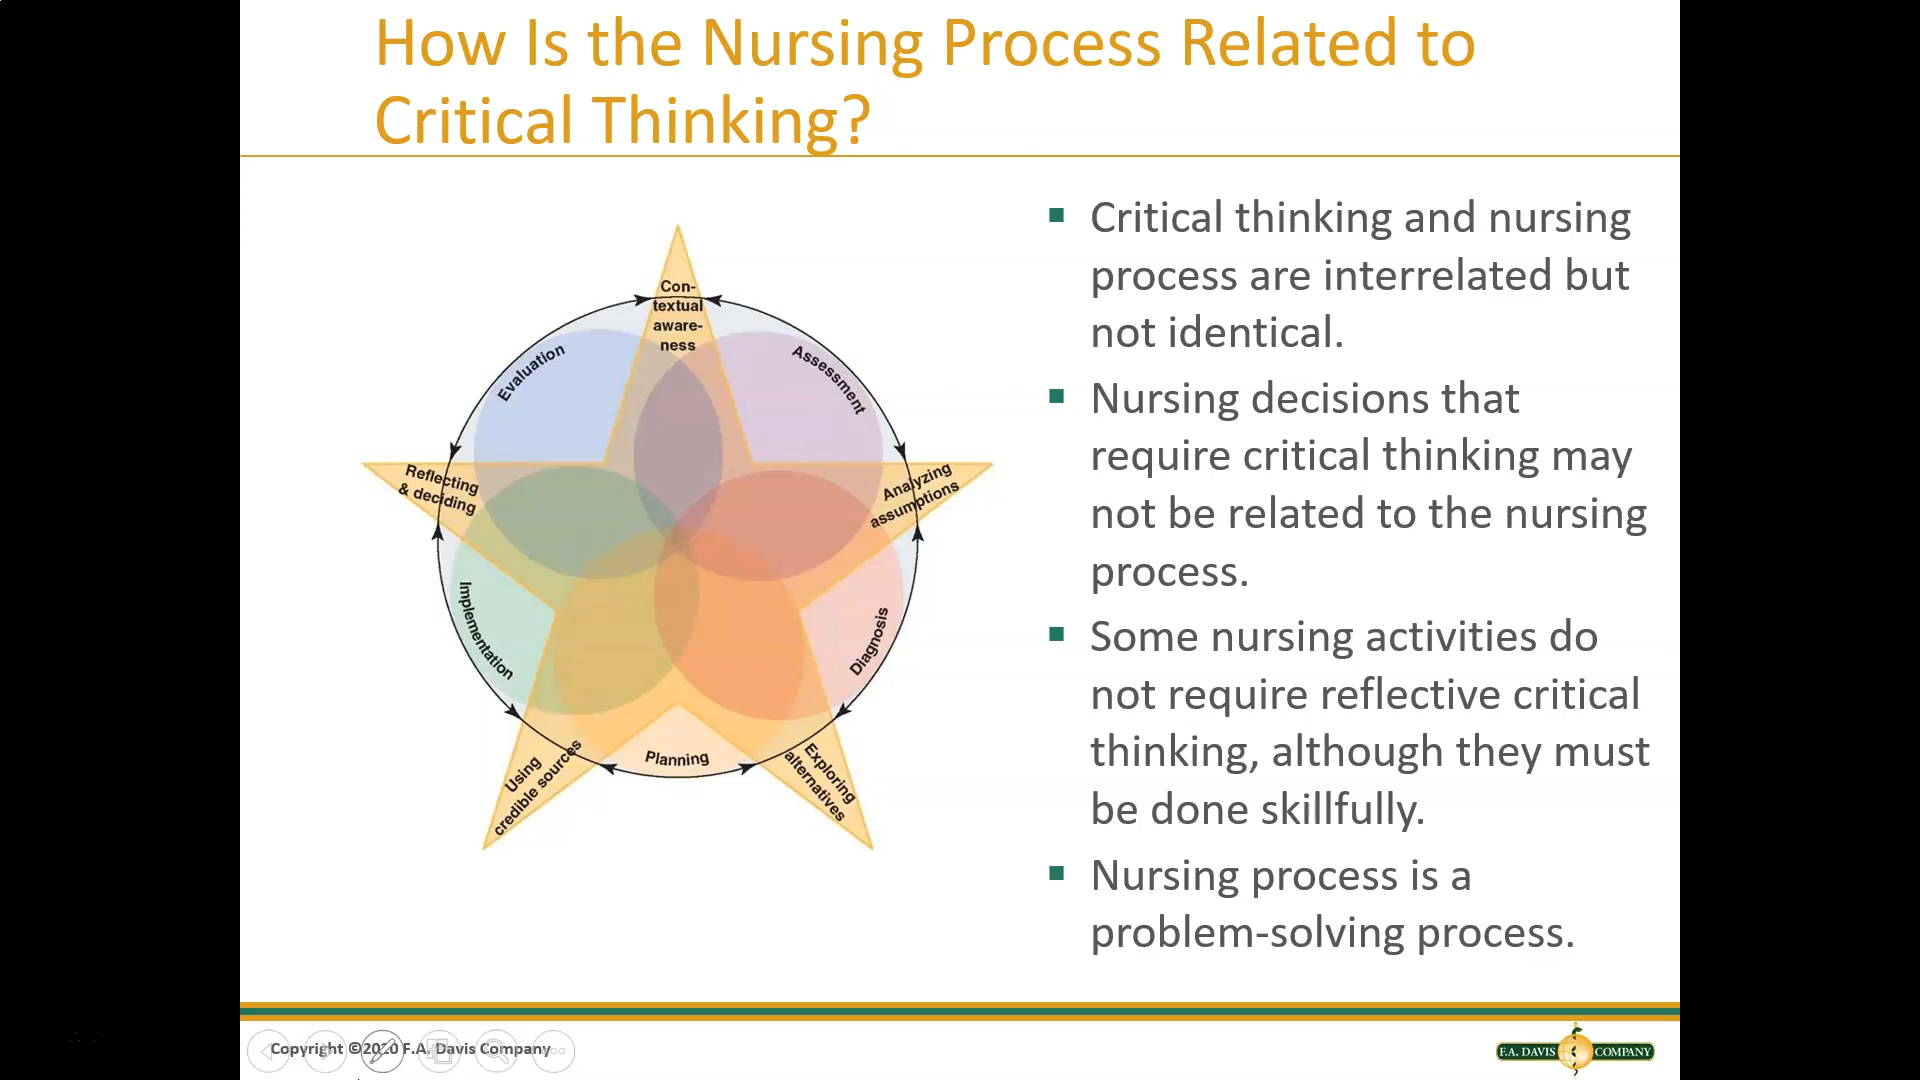 How Is the Nursing Process Related to
Critical Thinking?
Con-
textual
aware-
ness
Evaluation
Assessment
Reflecting
& deciding
Analyzing
assumptions
Implementation
Diagnosis
Using
credible sources
Planning
Exploring
alternatives
▪ Critical thinking and nursing
process are interrelated but
not identical.
▪ Nursing decisions that
require critical thinking may
not be related to the nursing
process.
▪ Some nursing activities do
not require reflective critical
thinking, although they must
be done skillfully.
▪ Nursing process is a
problem-solving process.
Copyright ©2020 F.A. Davis Company
F.A. DAVIS COMPANY